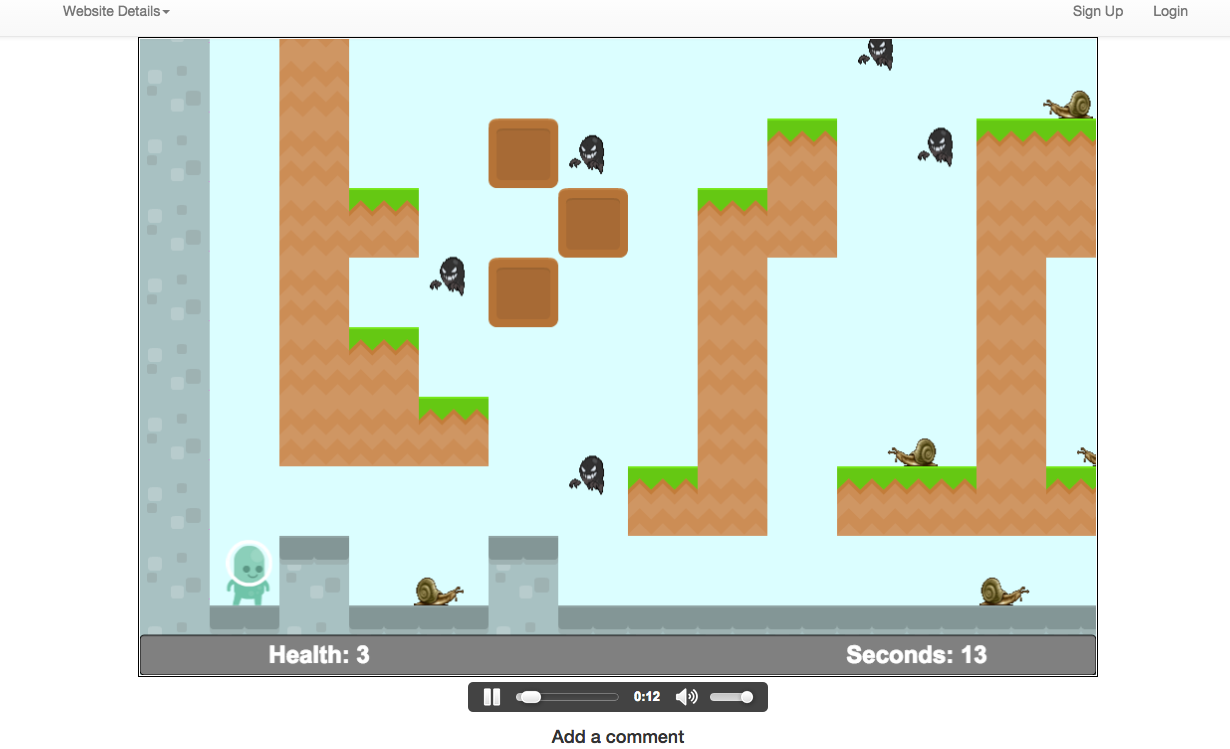 Website Details
Sign Up
Login
Health: 3
Seconds: 13
0:12
Add a comment